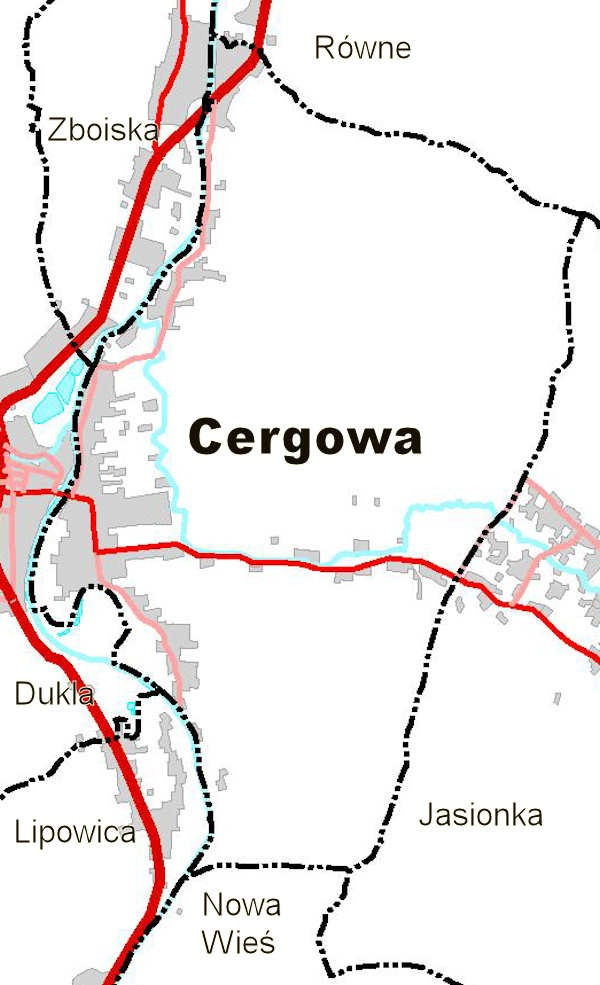 Równe
Zboiska
Cergowa
Dukla
Jasionka
Lipowica
Nowa
Wieś